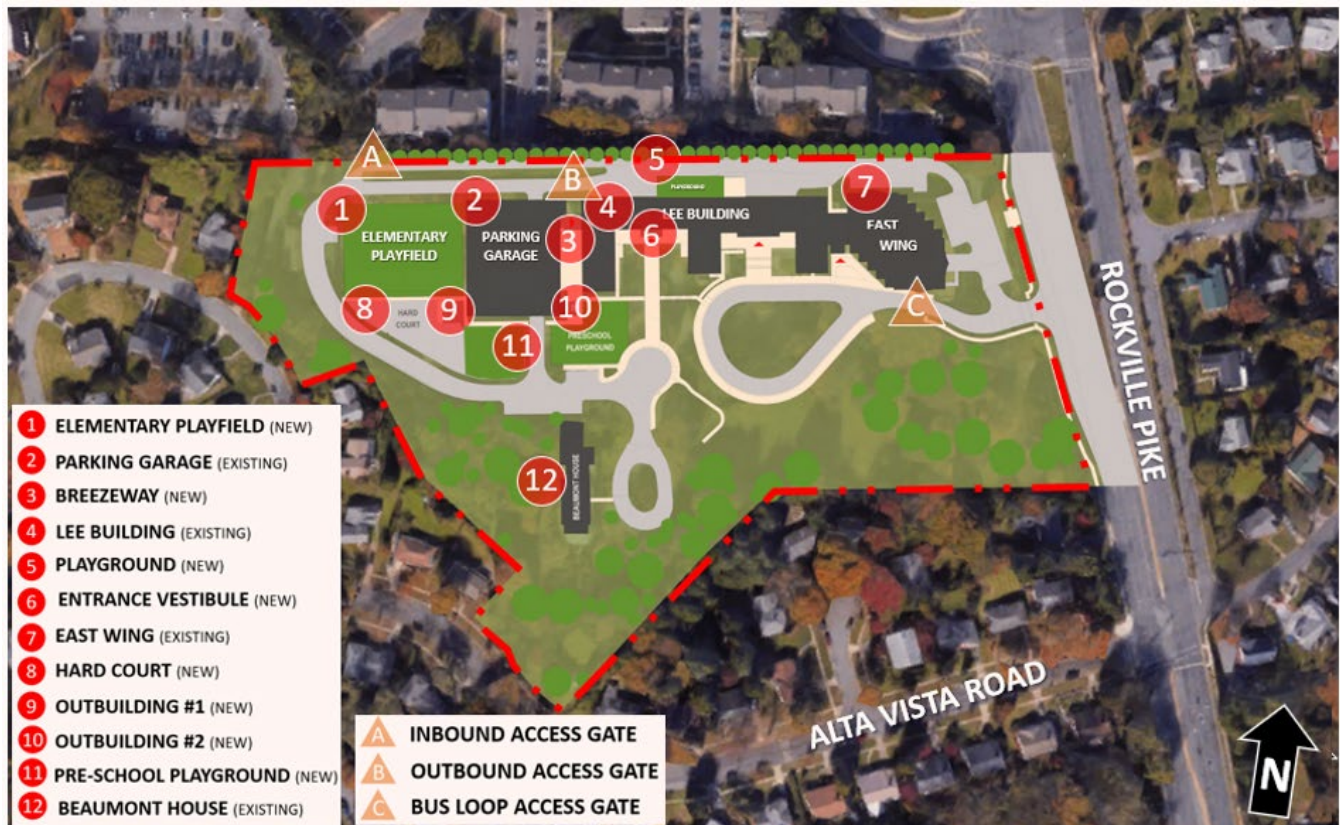 A
B
5
1
2
4
PLAYGROUND
7
LEE BUILDING
3
6
ELEMENTARY
PLAYFIELD
PARKING
GARAGE
EAST
WING
8
9
10
C
HARD
COURT
11
PRESCHOOL
PLAYGROUND
12
BEAUMONT HOUSE
ROCKVILLE PIKE
ALTA VISTA ROAD
N
1 ELEMENTARY PLAYFIELD (NEW)
2 PARKING GARAGE (EXISTING)
3 BREEZEWAY (NEW)
4 LEE BUILDING (EXISTING)
5 PLAYGROUND (NEW)
6 ENTRANCE VESTIBULE (NEW)
7 EAST WING (EXISTING)
8 HARD COURT (NEW)
9 OUTBUILDING #1 (NEW)
10 OUTBUILDING #2 (NEW)
11 PRE-SCHOOL PLAYGROUND (NEW)
12 BEAUMONT HOUSE (EXISTING)
A INBOUND ACCESS GATE
B OUTBOUND ACCESS GATE
C BUS LOOP ACCESS GATE